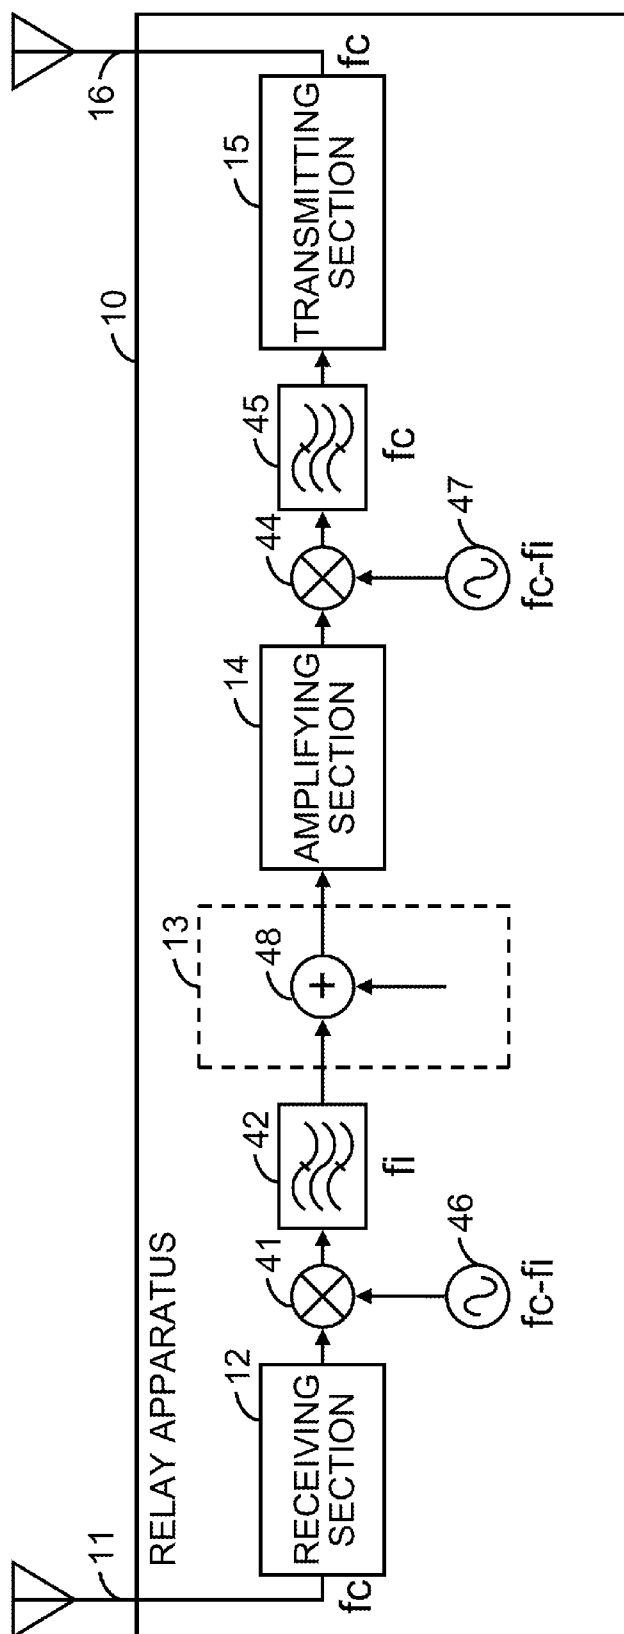 RELAY APPARATUS
10
11
16
fc
fc
12
RECEIVING
SECTION
41
42
fi
13
48
14
AMPLIFYING
SECTION
44
45
fc
15
TRANSMITTING
SECTION
46
fc-fi
47
fc-fi